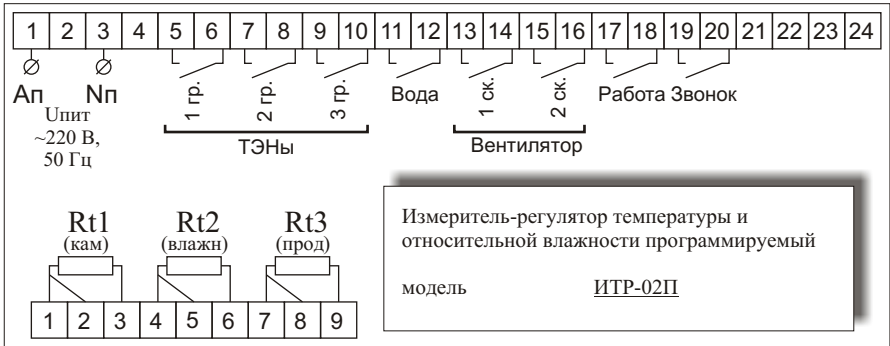 1 2 3 4 5 6 7 8 9 10 11 12 13 14 15 16 17 18 19 20 21 22 23 24
Ап Nп
Uпит
~220 В,
50 Гц
1 гр. 2 гр. 3 гр.
ТЭНы
Вода
1 ск. 2 ск.
Вентилятор
Работа Звонок
Rt1 Rt2 Rt3
(кам) (влажн) (прод)
1 2 3 4 5 6 7 8 9
Измеритель-регулятор температуры и
относительной влажности программируемый
модель ИТР-02П